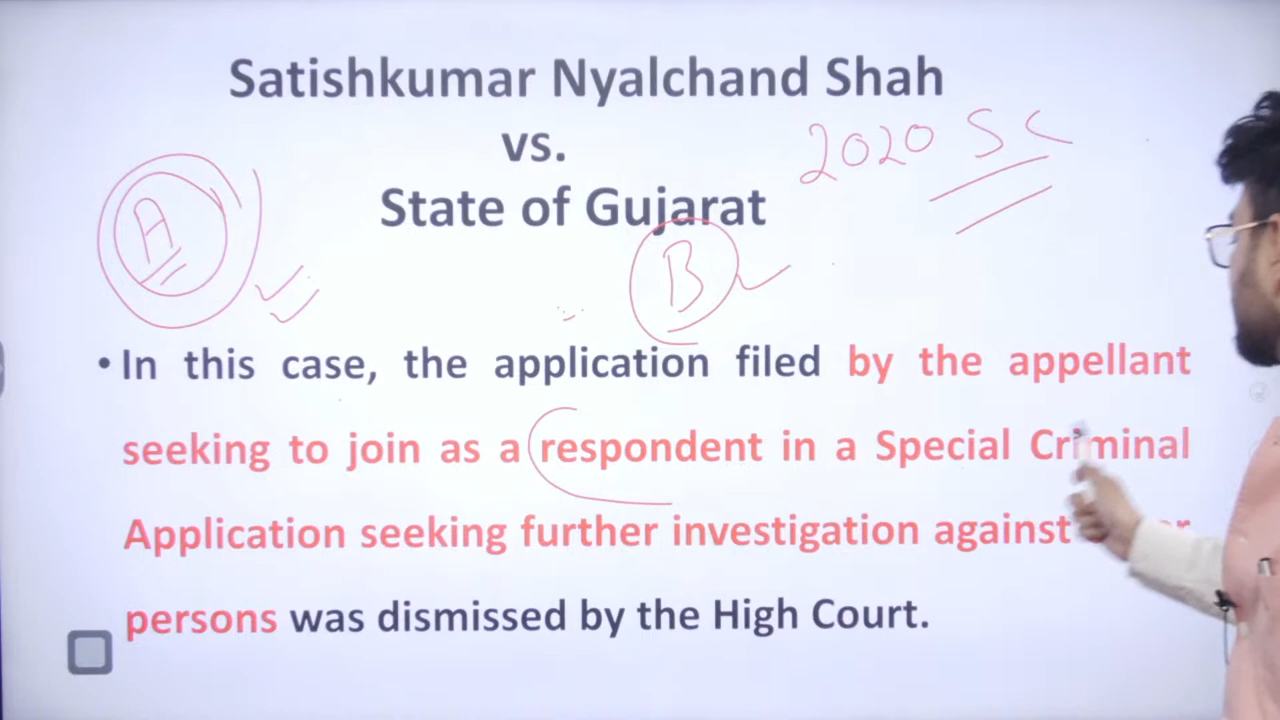 Satishkumar Nyalchand Shah
vs.
2020 SC
State of Gujarat
A
B
• In this case, the application filed by the appellant
seeking to join as a respondent in a Special Criminal
Application seeking further investigation against
persons was dismissed by the High Court.